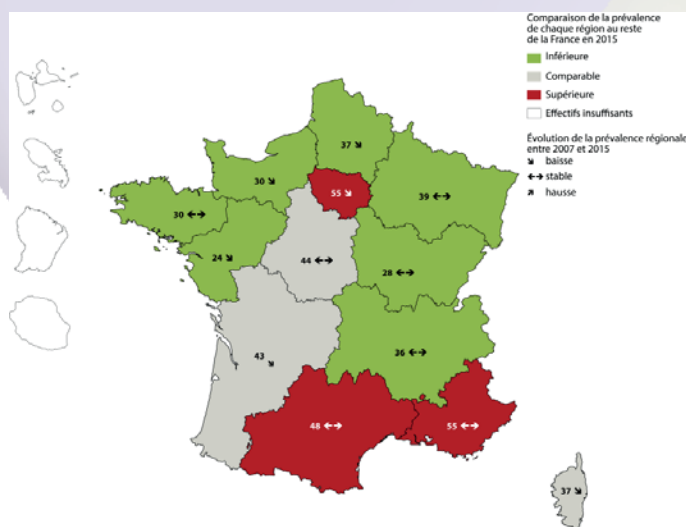 Comparaison de la prévalence
de chaque région au reste
de la France en 2015
Inférieure
Comparable
Supérieure
Effectifs insuffisants
Évolution de la prévalence régionale
entre 2007 et 2015
↘ baisse
↔ stable
↗ hausse
37 ↘
30 ↘
55 ↘
39 ↔
30 ↔
24 ↘
44 ↔
28 ↔
43 ↘
36 ↔
48 ↔
55 ↔
37 ↘